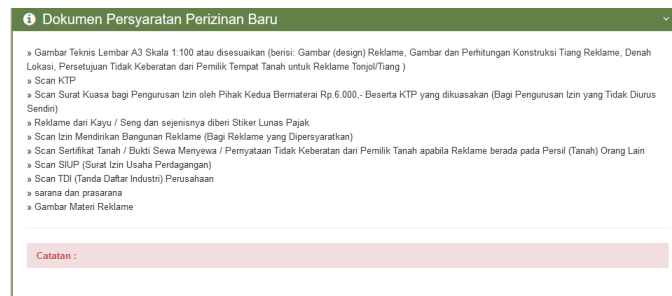 Dokumen Persyaratan Perizinan Baru
» Gambar Teknis Lembar A3 Skala 1:100 atau disesuaikan (berisi: Gambar (design) Reklame, Gambar dan Perhitungan Konstruksi Tiang Reklame, Denah
Lokasi, Persetujuan Tidak Keberatan dari Pemilik Tempat Tanah untuk Reklame Tonjol/Tiang )
» Scan KTP
» Scan Surat Kuasa bagi Pengurusan Izin oleh Pihak Kedua Bermaterai Rp.6.000,- Beserta KTP yang dikuasakan (Bagi Pengurusan Izin yang Tidak Diurus
Sendiri)
» Reklame dari Kayu / Seng dan sejenisnya diberi Stiker Lunas Pajak
» Scan Izin Mendirikan Bangunan Reklame (Bagi Reklame yang Dipersyaratkan)
» Scan Sertifikat Tanah / Bukti Sewa Menyewa / Pernyataan Tidak Keberatan dari Pemilik Tanah apabila Reklame berada pada Persil (Tanah) Orang Lain
» Scan SIUP (Surat Izin Usaha Perdagangan)
» Scan TDI (Tanda Daftar Industri) Perusahaan
» sarana dan prasarana
» Gambar Materi Reklame
Catatan :